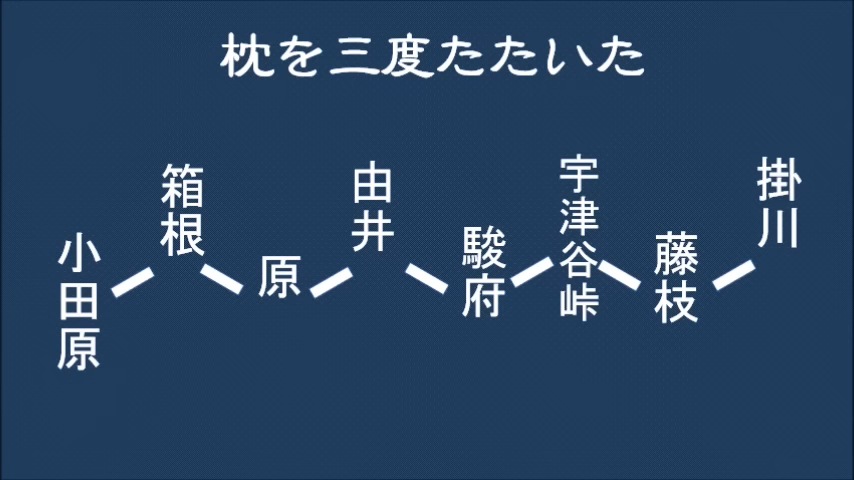 枕を三度たたいた
小田原
箱根
原
由井
駿府
宇津谷峠
藤枝
掛川